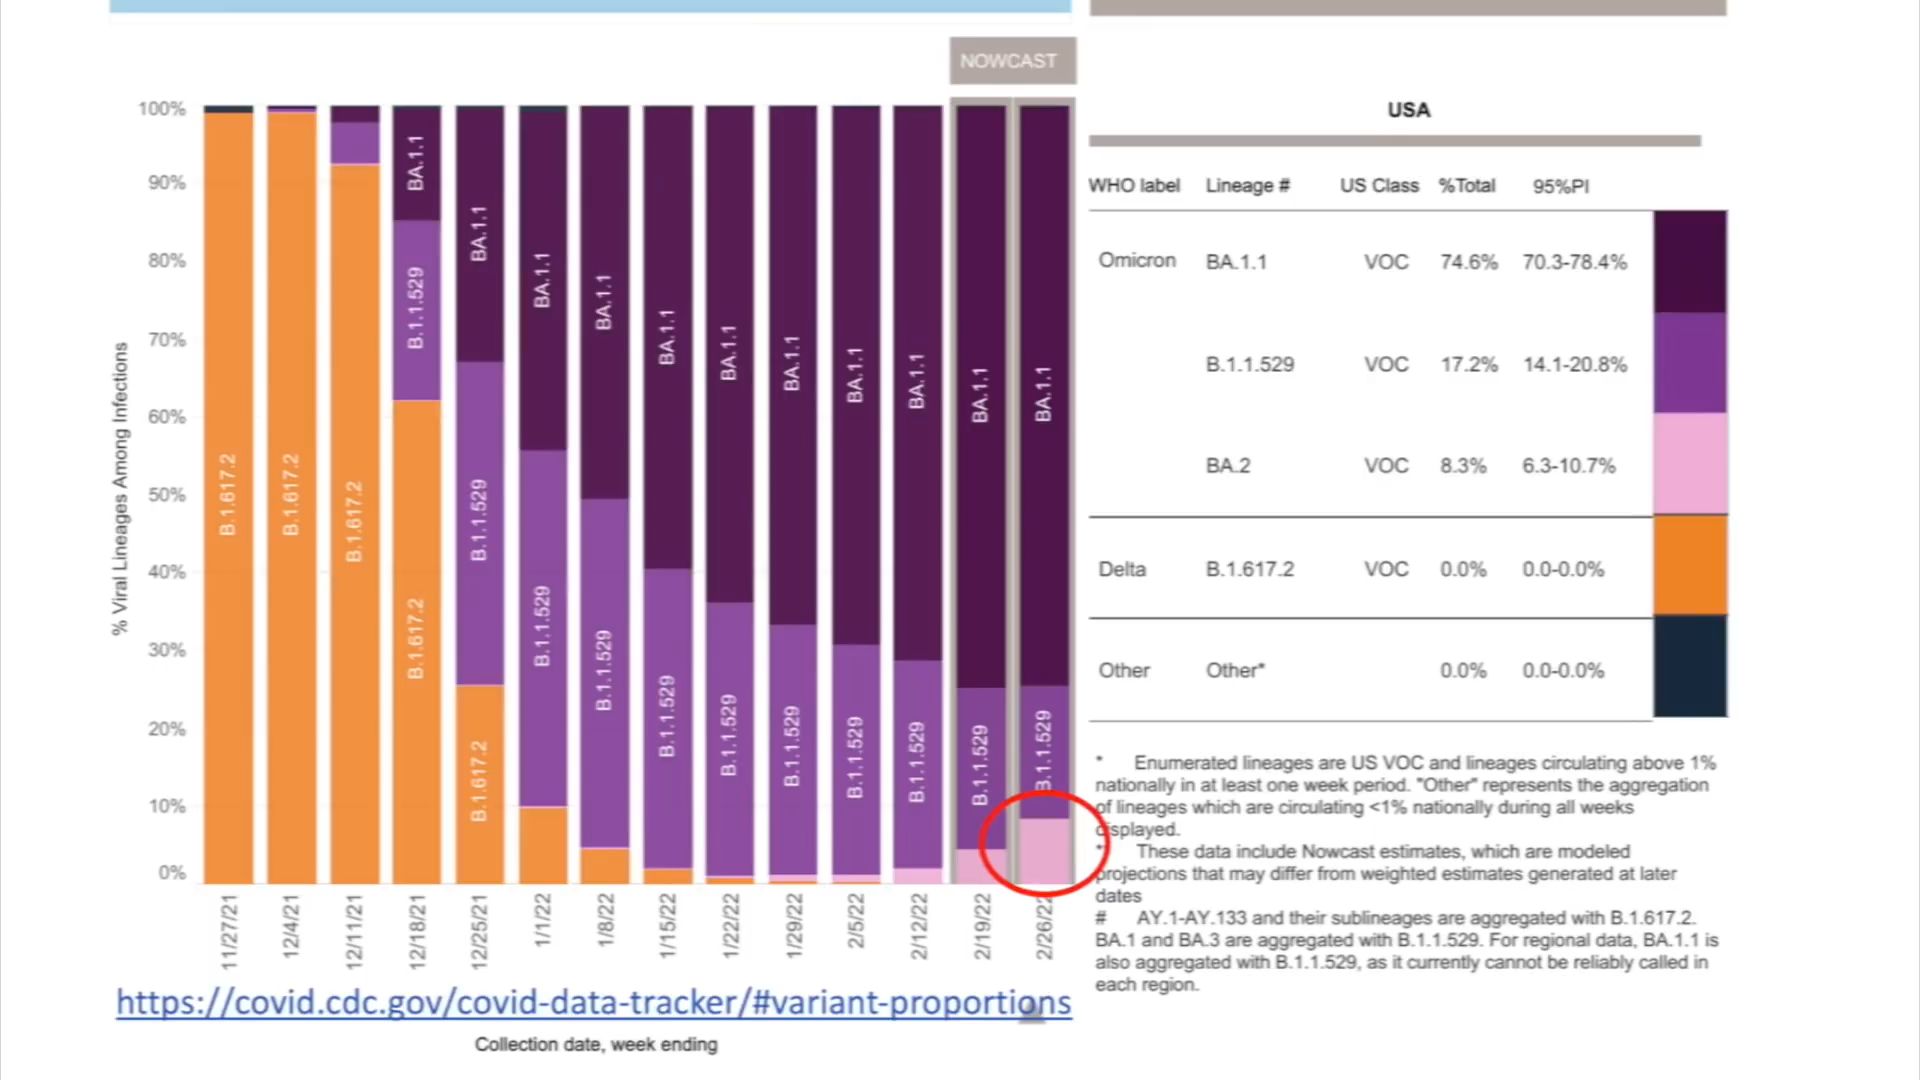 NOWCAST
100%
90%
80%
70%
60%
50%
40%
30%
20%
10%
0%
% Viral Lineages Among Infections
B.1.617.2
B.1.617.2
B.1.617.2
BA.1.1
B.1.1.529
B.1.617.2
BA.1.1
B.1.1.529
B.1.617.2
BA.1.1
B.1.1.529
BA.1.1
B.1.1.529
BA.1.1
B.1.1.529
BA.1.1
B.1.1.529
BA.1.1
B.1.1.529
BA.1.1
B.1.1.529
BA.1.1
B.1.1.529
BA.1.1
B.1.1.529
BA.1.1
B.1.1.529
11/27/21
12/4/21
12/11/21
12/18/21
12/25/21
1/1/22
1/8/22
1/15/22
1/22/22
1/29/22
2/5/22
2/12/22
2/19/22
2/26/22
https://covid.cdc.gov/covid-data-tracker/#variant-proportions
Collection date, week ending
USA
WHO label Lineage # US Class %Total 95%PI
Omicron BA.1.1 VOC 74.6% 70.3-78.4%
B.1.1.529 VOC 17.2% 14.1-20.8%
BA.2 VOC 8.3% 6.3-10.7%
Delta B.1.617.2 VOC 0.0% 0.0-0.0%
Other Other* 0.0% 0.0-0.0%
* Enumerated lineages are US VOC and lineages circulating above 1%
nationally in at least one week period. "Other" represents the aggregation
of lineages which are circulating <1% nationally during all weeks
displayed.
* These data include Nowcast estimates, which are modeled
projections that may differ from weighted estimates generated at later
dates
# AY.1-AY.133 and their sublineages are aggregated with B.1.617.2.
BA.1 and BA.3 are aggregated with B.1.1.529. For regional data, BA.1.1 is
also aggregated with B.1.1.529, as it currently cannot be reliably called in
each region.